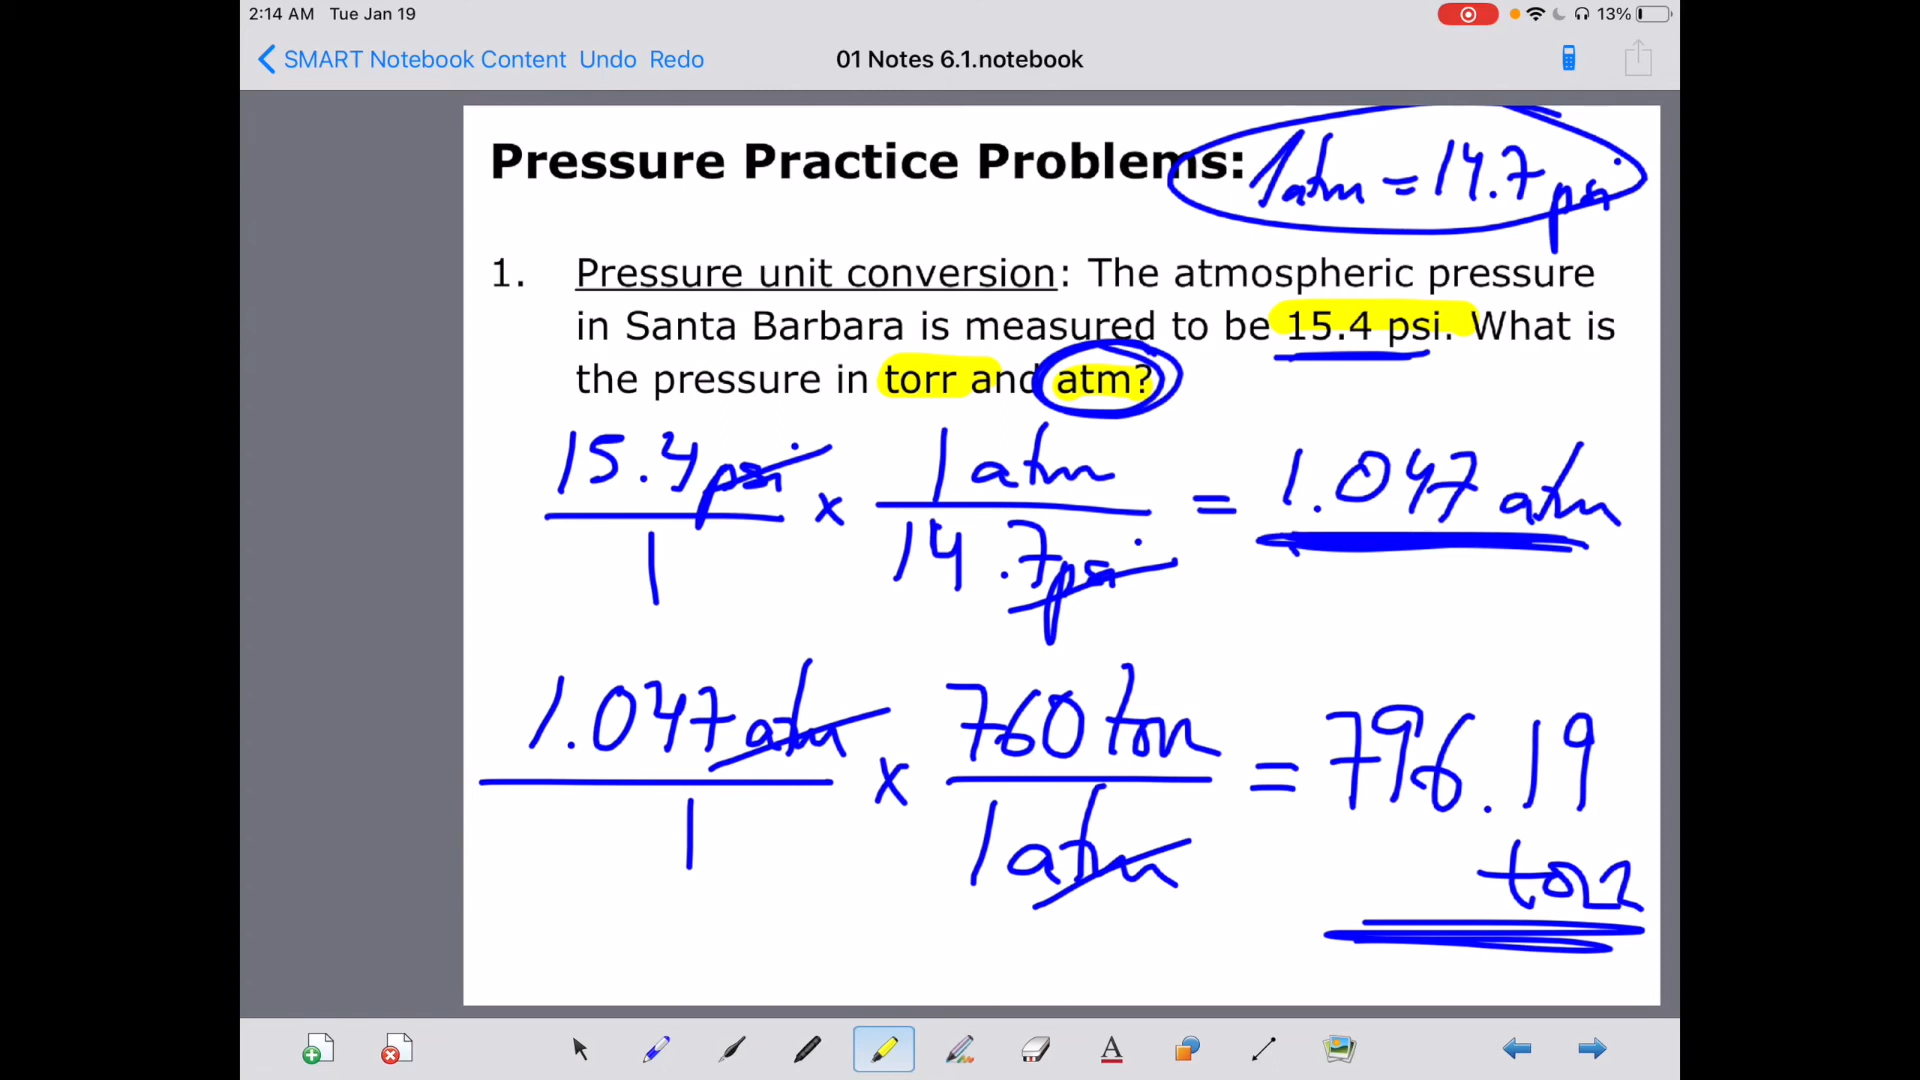 2:14 AM Tue Jan 19
13%
SMART Notebook Content Undo Redo
01 Notes 6.1.notebook
Pressure Practice Problems:
1 atm = 14.7 psi
1. Pressure unit conversion: The atmospheric pressure
in Santa Barbara is measured to be 15.4 psi. What is
the pressure in torr and atm?
15.4 psi × 1 atm = 1.047 atm
1 14.7 psi
1.047 atm × 760 torr = 796.19
1 1 atm torr
A